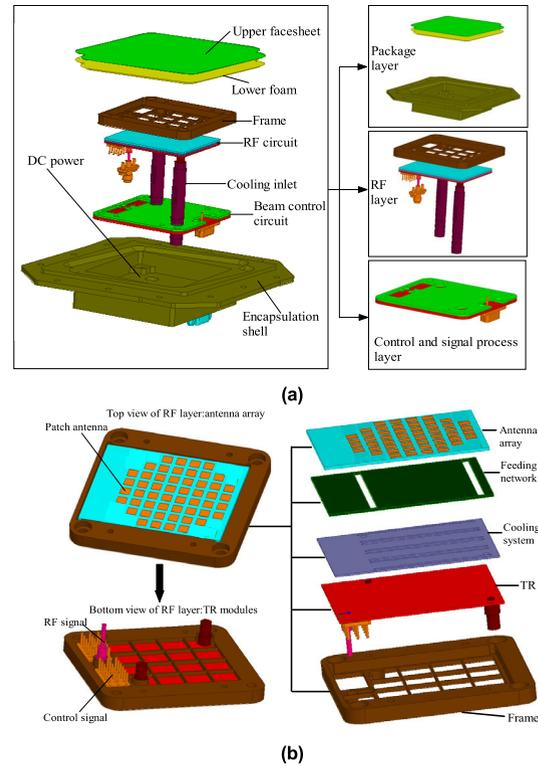 Upper facesheet
Lower foam
Frame
RF circuit
DC power
Cooling inlet
Beam control
circuit
Encapsulation
shell
Package
layer
RF
layer
Control and signal process
layer
(a)
Top view of RF layer:antenna array
Patch antenna
Bottom view of RF layer:TR modules
RF signal
Control signal
Antenna
array
Feeding
network
Cooling
system
TR
Frame
(b)